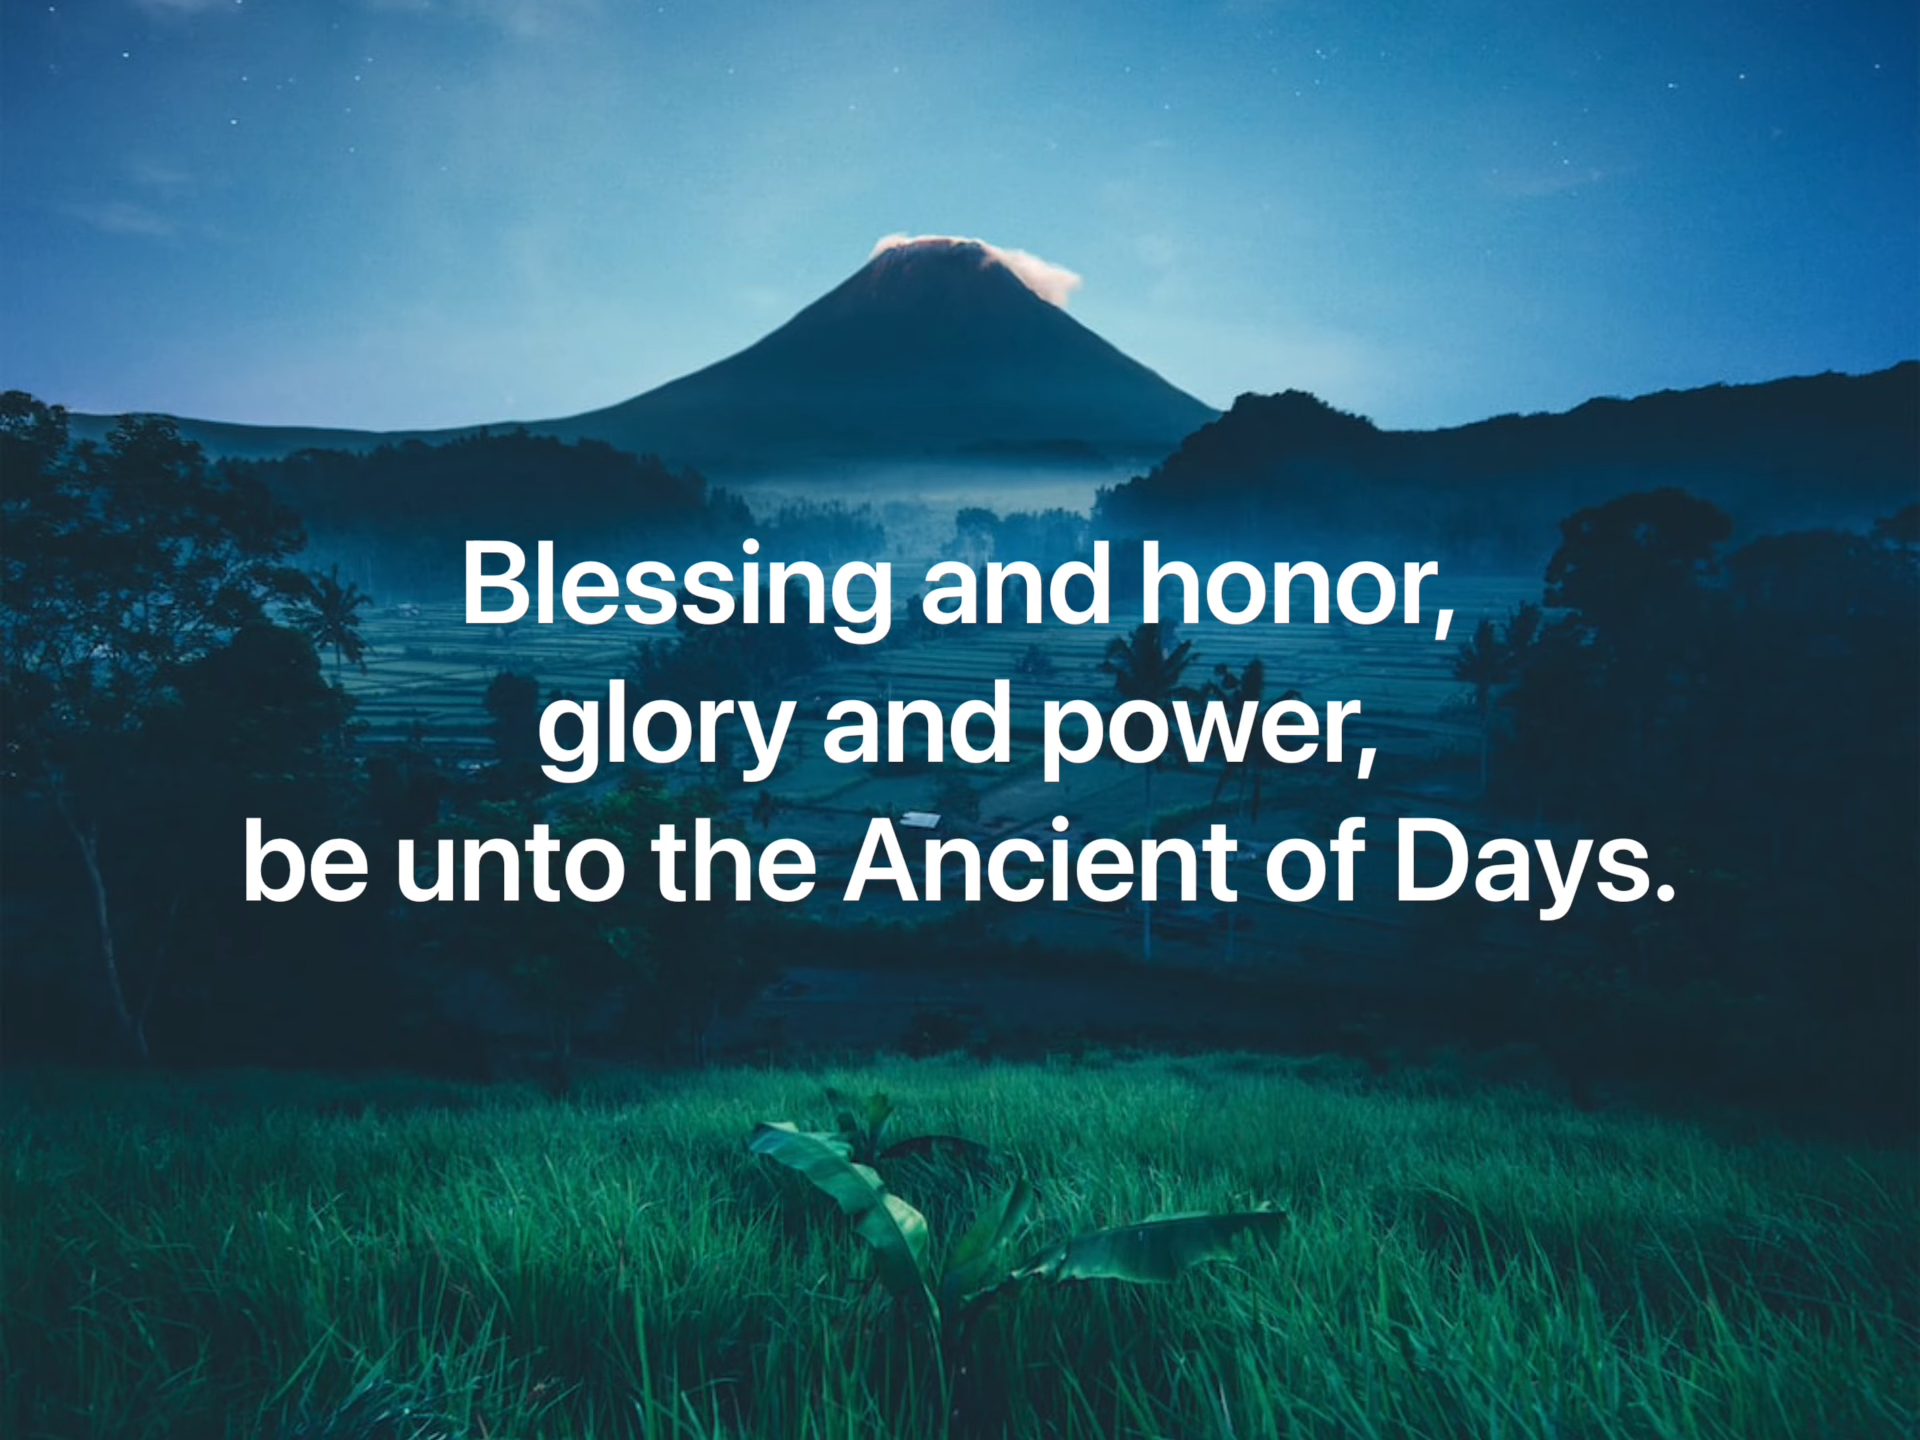 Blessing and honor,
glory and power,
be unto the Ancient of Days.